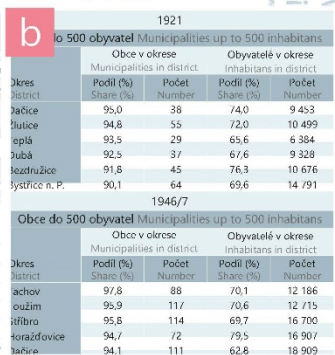 b
1921
do 500 obyvatel Municipalities up to 500 inhabitans
Obce v okrese Obyvatelé v okrese
Municipalities in district Inhabitans in district
Okres Podíl (%) Počet Podíl (%) Počet
District Share (%) Number Share (%) Number
Dačice 95,0 38 74,0 9 453
Žlutice 94,8 55 72,0 10 499
Teplá 93,5 29 65,6 6 384
Dubá 92,5 37 67,6 9 328
Bezdružice 91,8 45 76,3 10 676
Bystřice n. P. 90,1 64 69,6 14 791
1946/7
Obce do 500 obyvatel Municipalities up to 500 inhabitans
Obce v okrese Obyvatelé v okrese
Municipalities in district Inhabitans in district
Okres Podíl (%) Počet Podíl (%) Počet
District Share (%) Number Share (%) Number
Tachov 97,8 88 70,1 12 186
Toužim 95,9 117 70,6 12 715
Stříbro 95,8 114 69,7 16 700
Horažďovice 94,7 72 79,5 16 907
Dačice 94,1 111 62,8 18 909